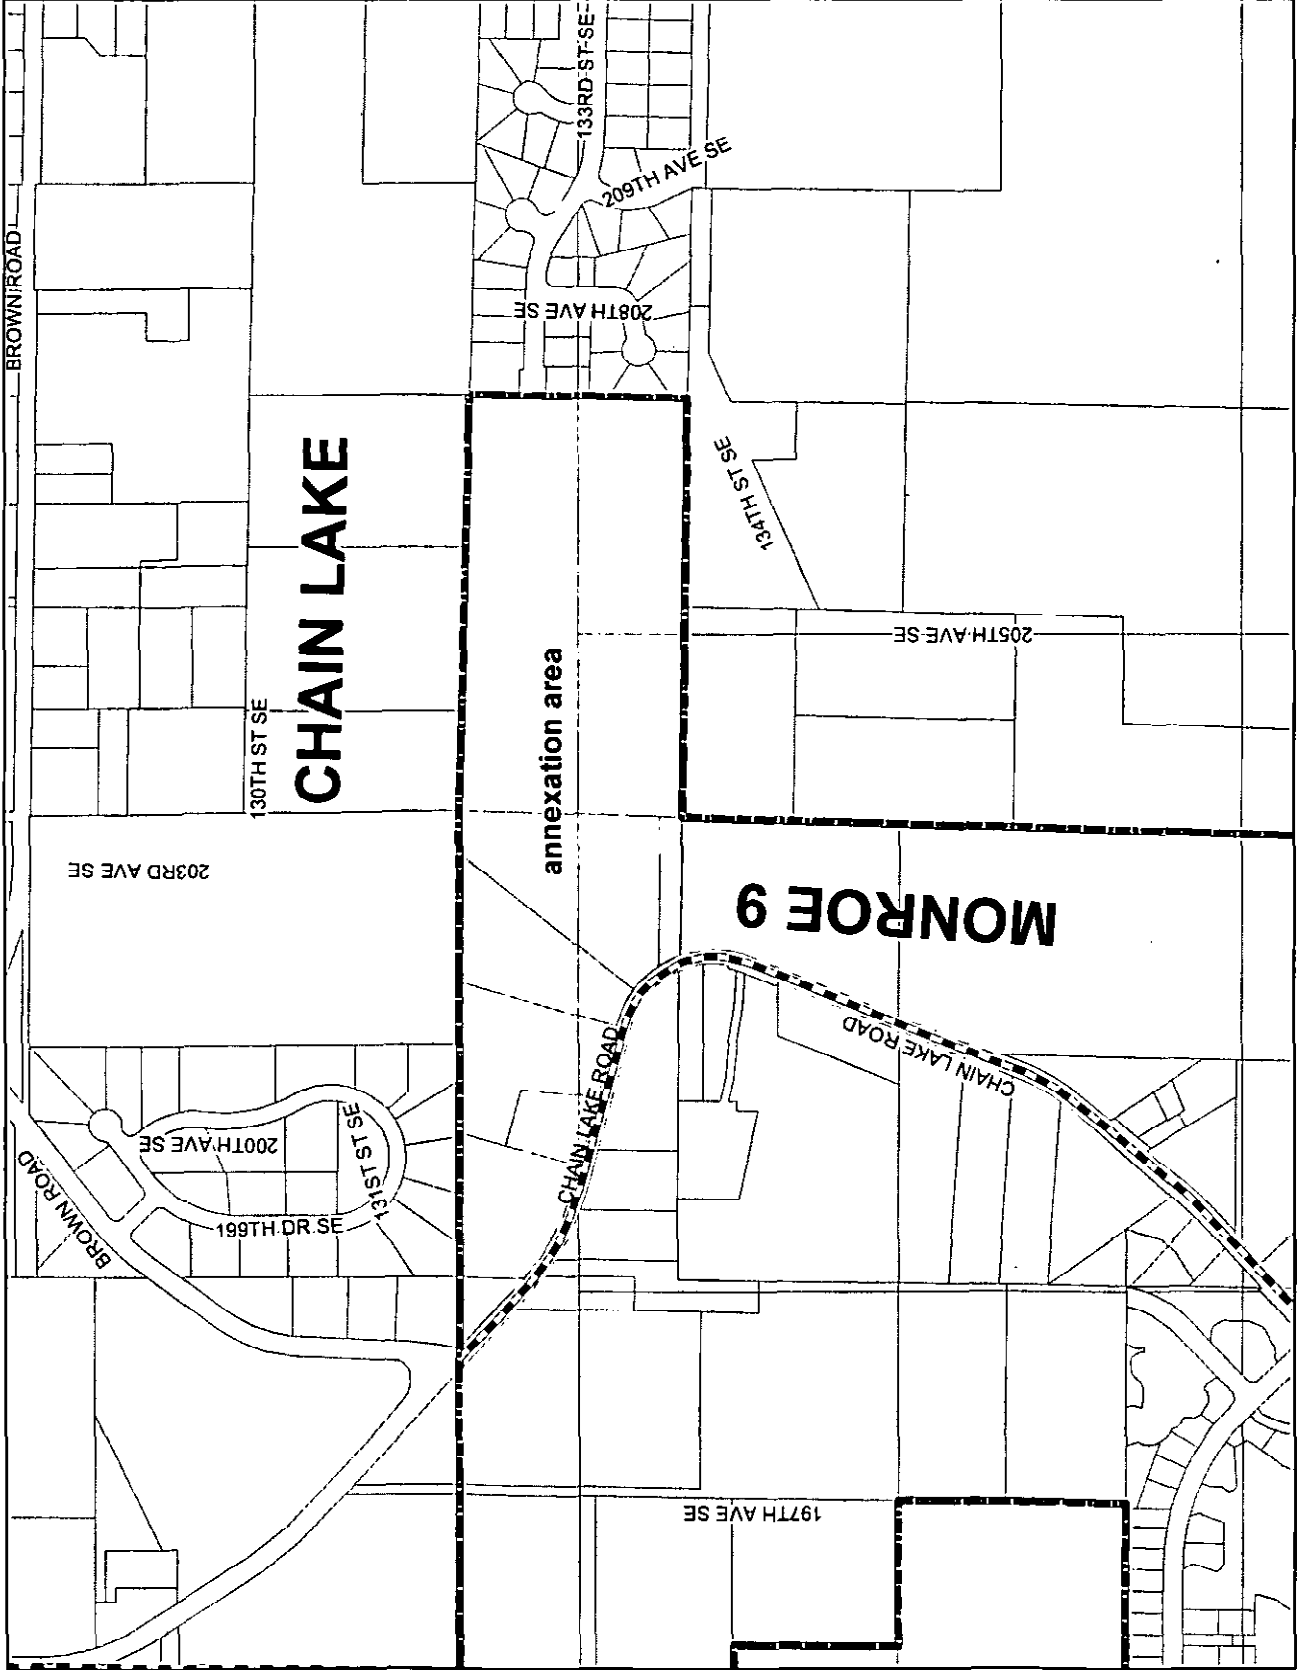 BROWN ROAD
133RD ST SE
209TH AVE SE
208TH AVE SE
CHAIN LAKE
134TH ST SE
annexation area
205TH AVE SE
130TH ST SE
203RD AVE SE
MONROE 9
CHAIN LAKE ROAD
CHAIN LAKE ROAD
200TH AVE SE
131ST ST SE
BROWN ROAD
199TH DR SE
197TH AVE SE